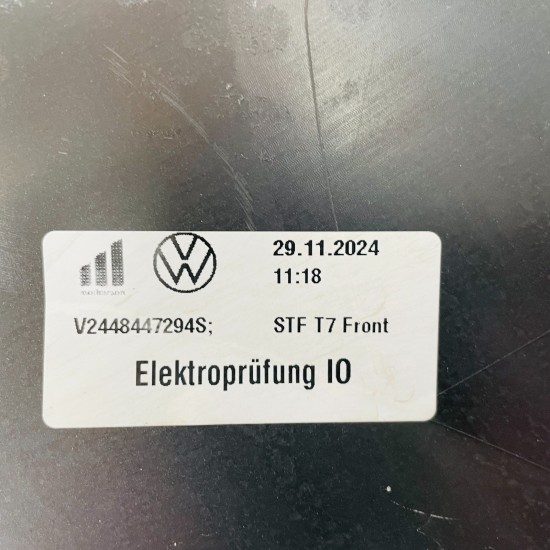 29.11.2024
11:18
V2448447294S; STF T7 Front
Elektroprüfung IO